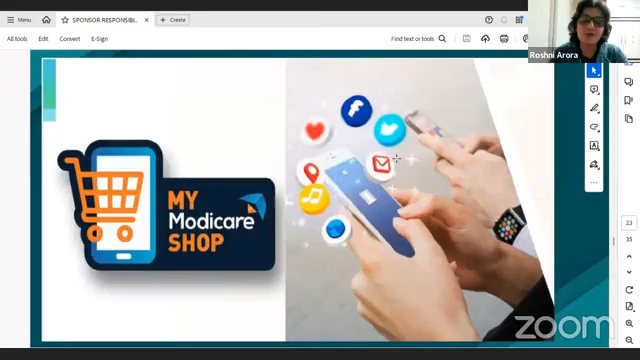 Menu
SPONSOR RESPONSIBIL...
Create
All tools
Edit
Convert
E-Sign
Find text or tools
Roshni Arora
MY
Modicare
SHOP
23
35
zoom